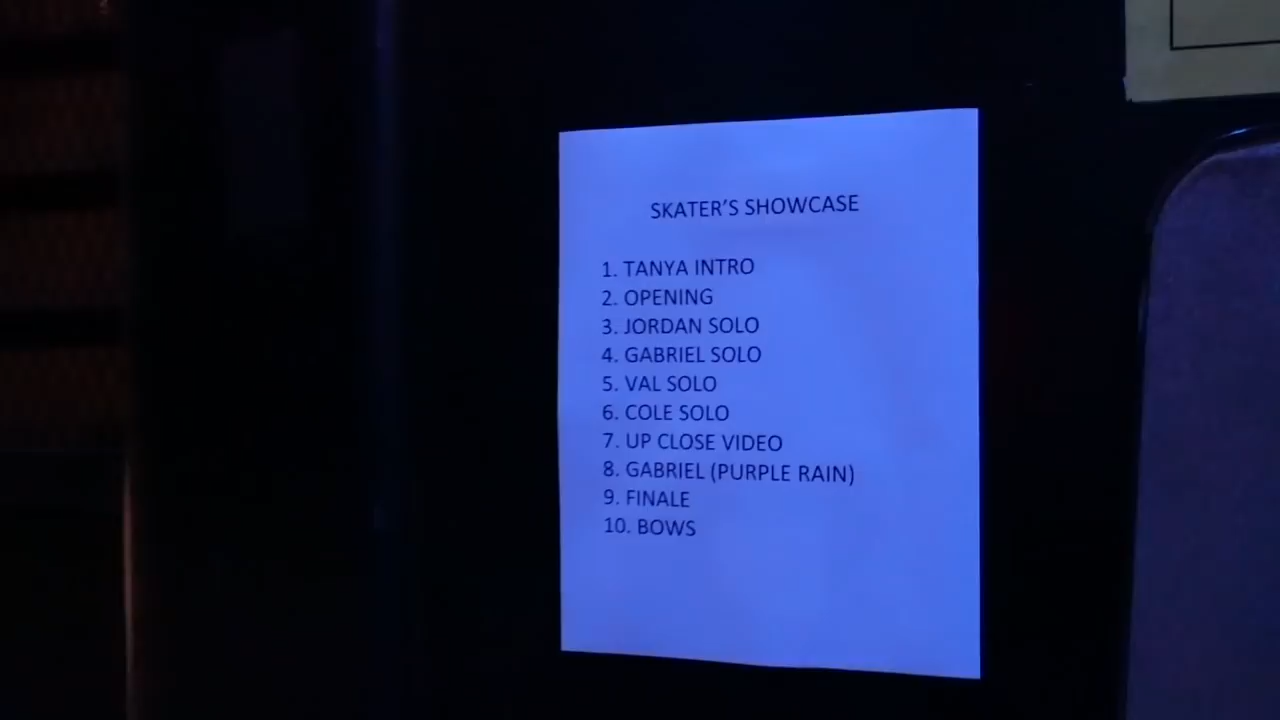 SKATER'S SHOWCASE
1. TANYA INTRO
2. OPENING
3. JORDAN SOLO
4. GABRIEL SOLO
5. VAL SOLO
6. COLE SOLO
7. UP CLOSE VIDEO
8. GABRIEL (PURPLE RAIN)
9. FINALE
10. BOWS